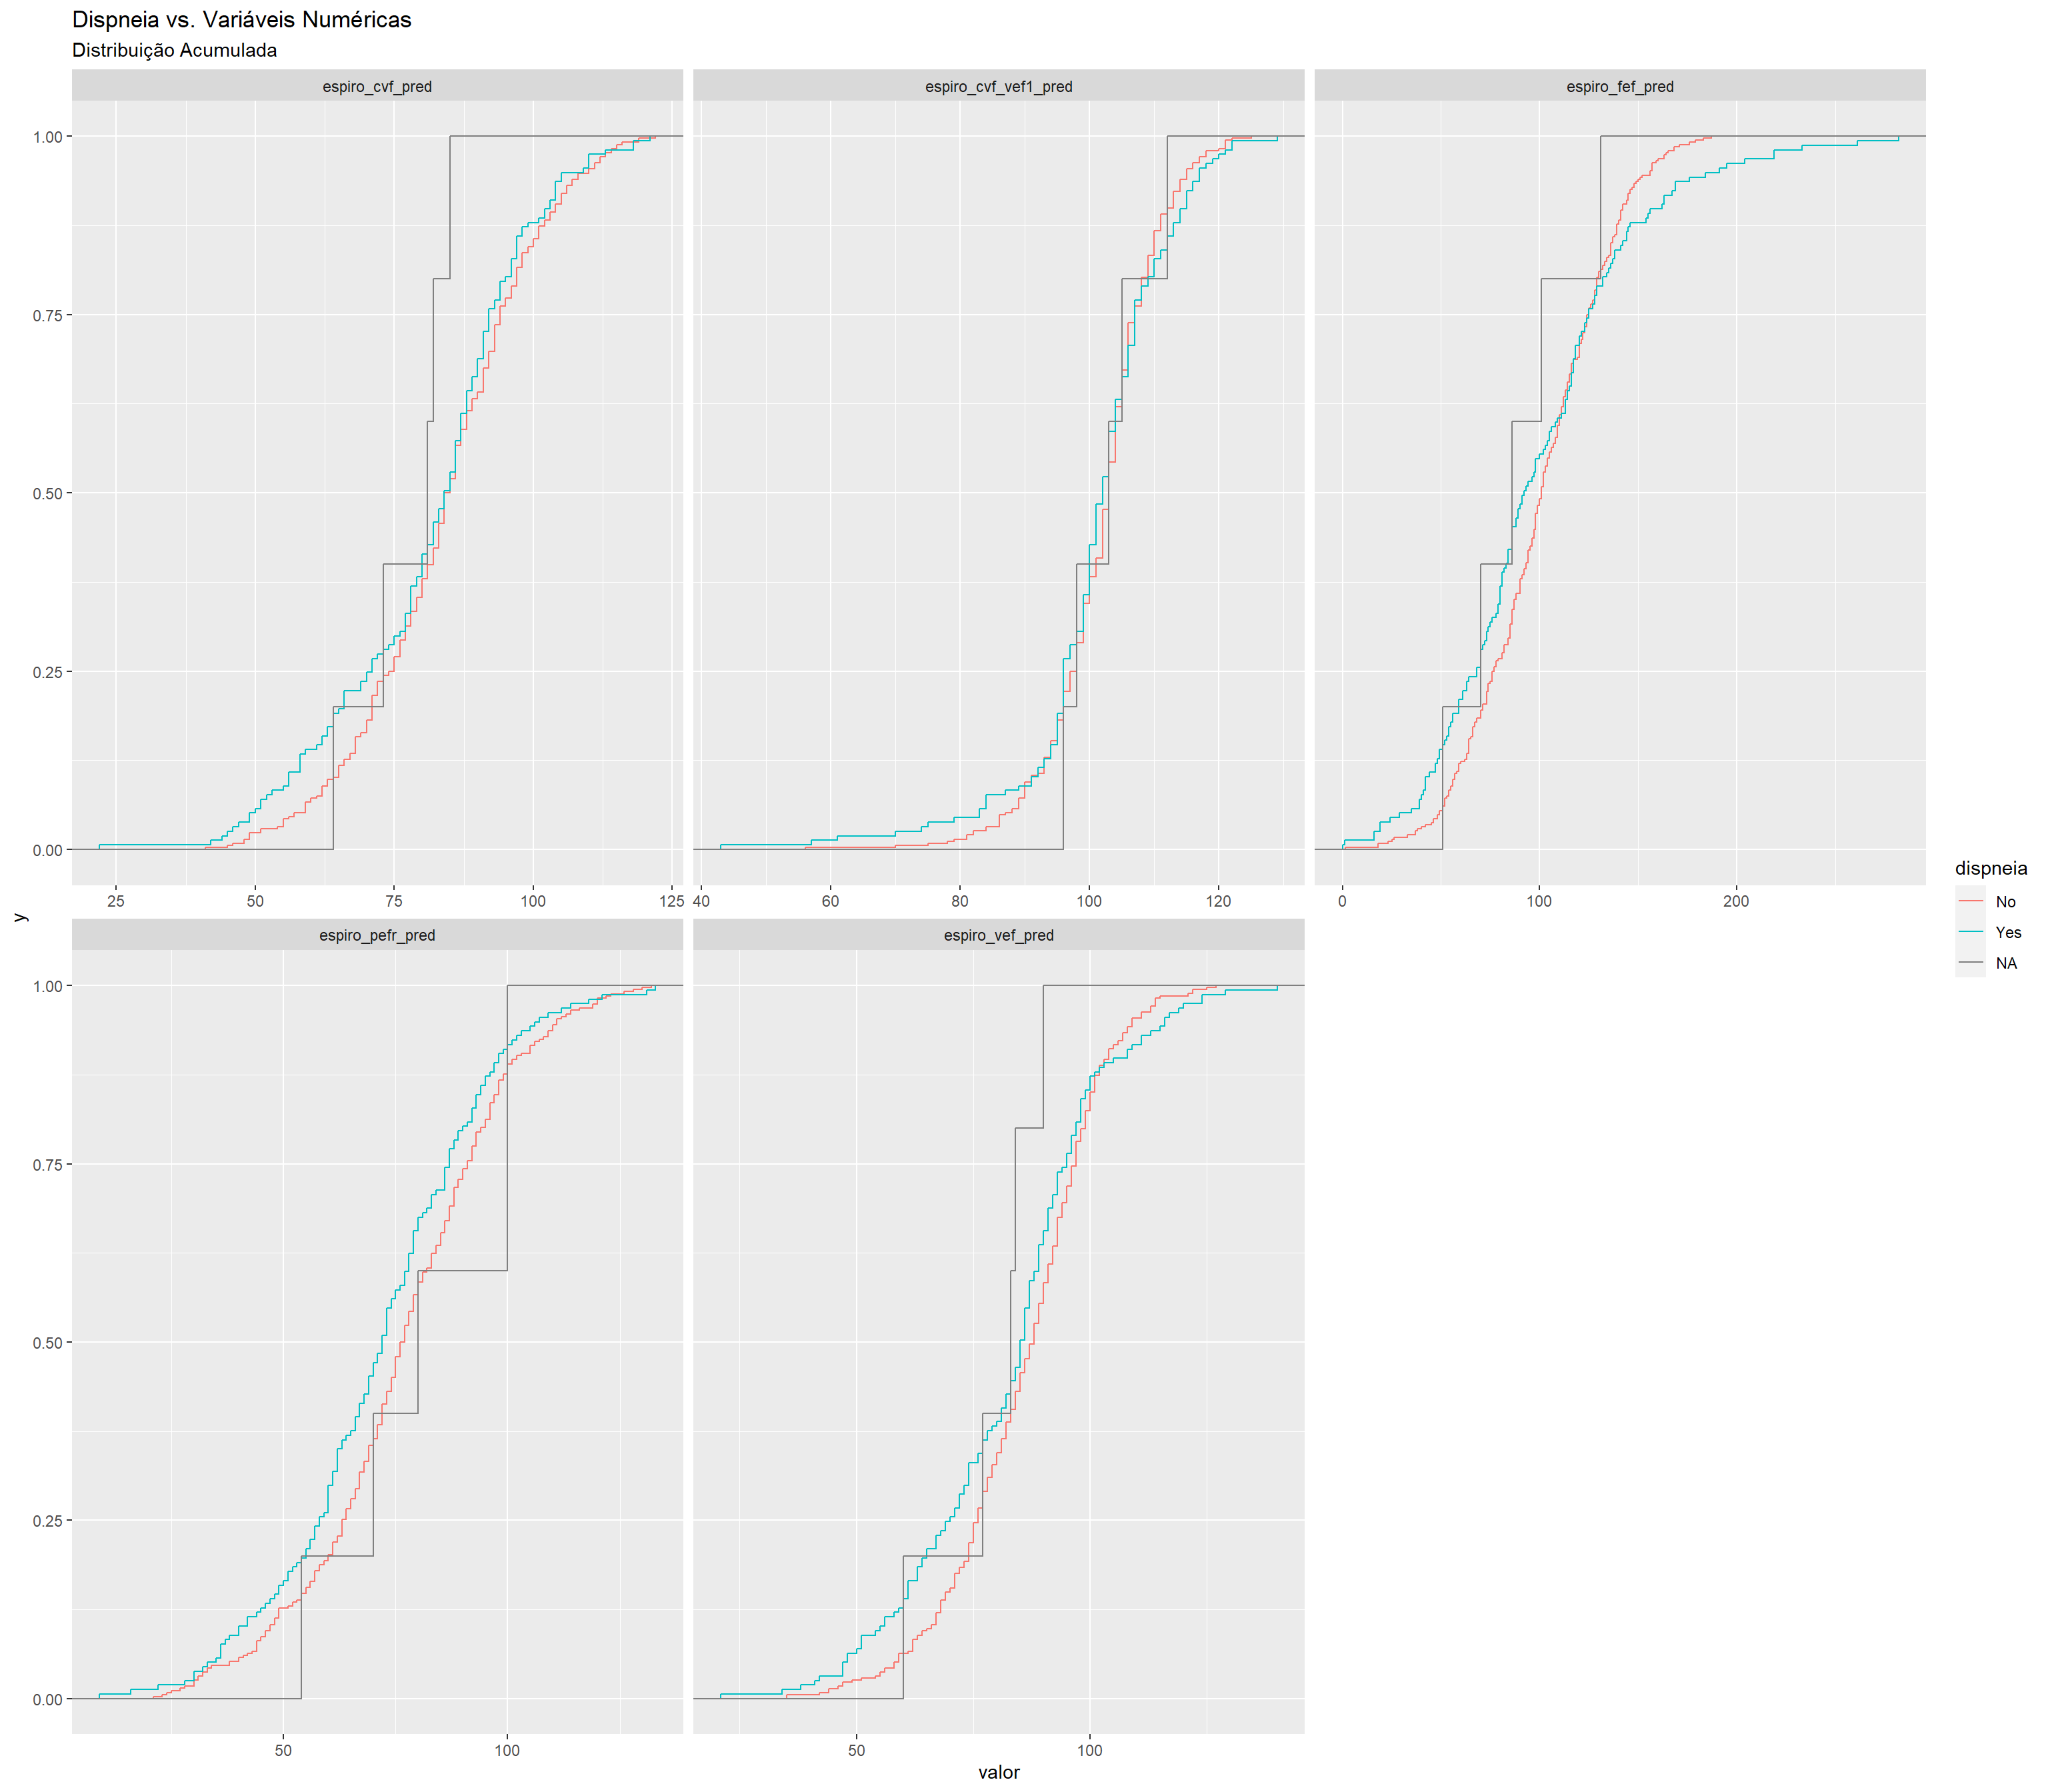 Dispneia vs. Variáveis Numéricas
Distribuição Acumulada
espiro_cvf_pred
espiro_cvf_vef1_pred
espiro_fef_pred
1.00
0.75
0.50
0.25
0.00
25 50 75 100 125
40 60 80 100 120
0 100 200
espiro_pefr_pred
espiro_vef_pred
1.00
0.75
0.50
0.25
0.00
50 100
50 100
y
valor
dispneia
No
Yes
NA